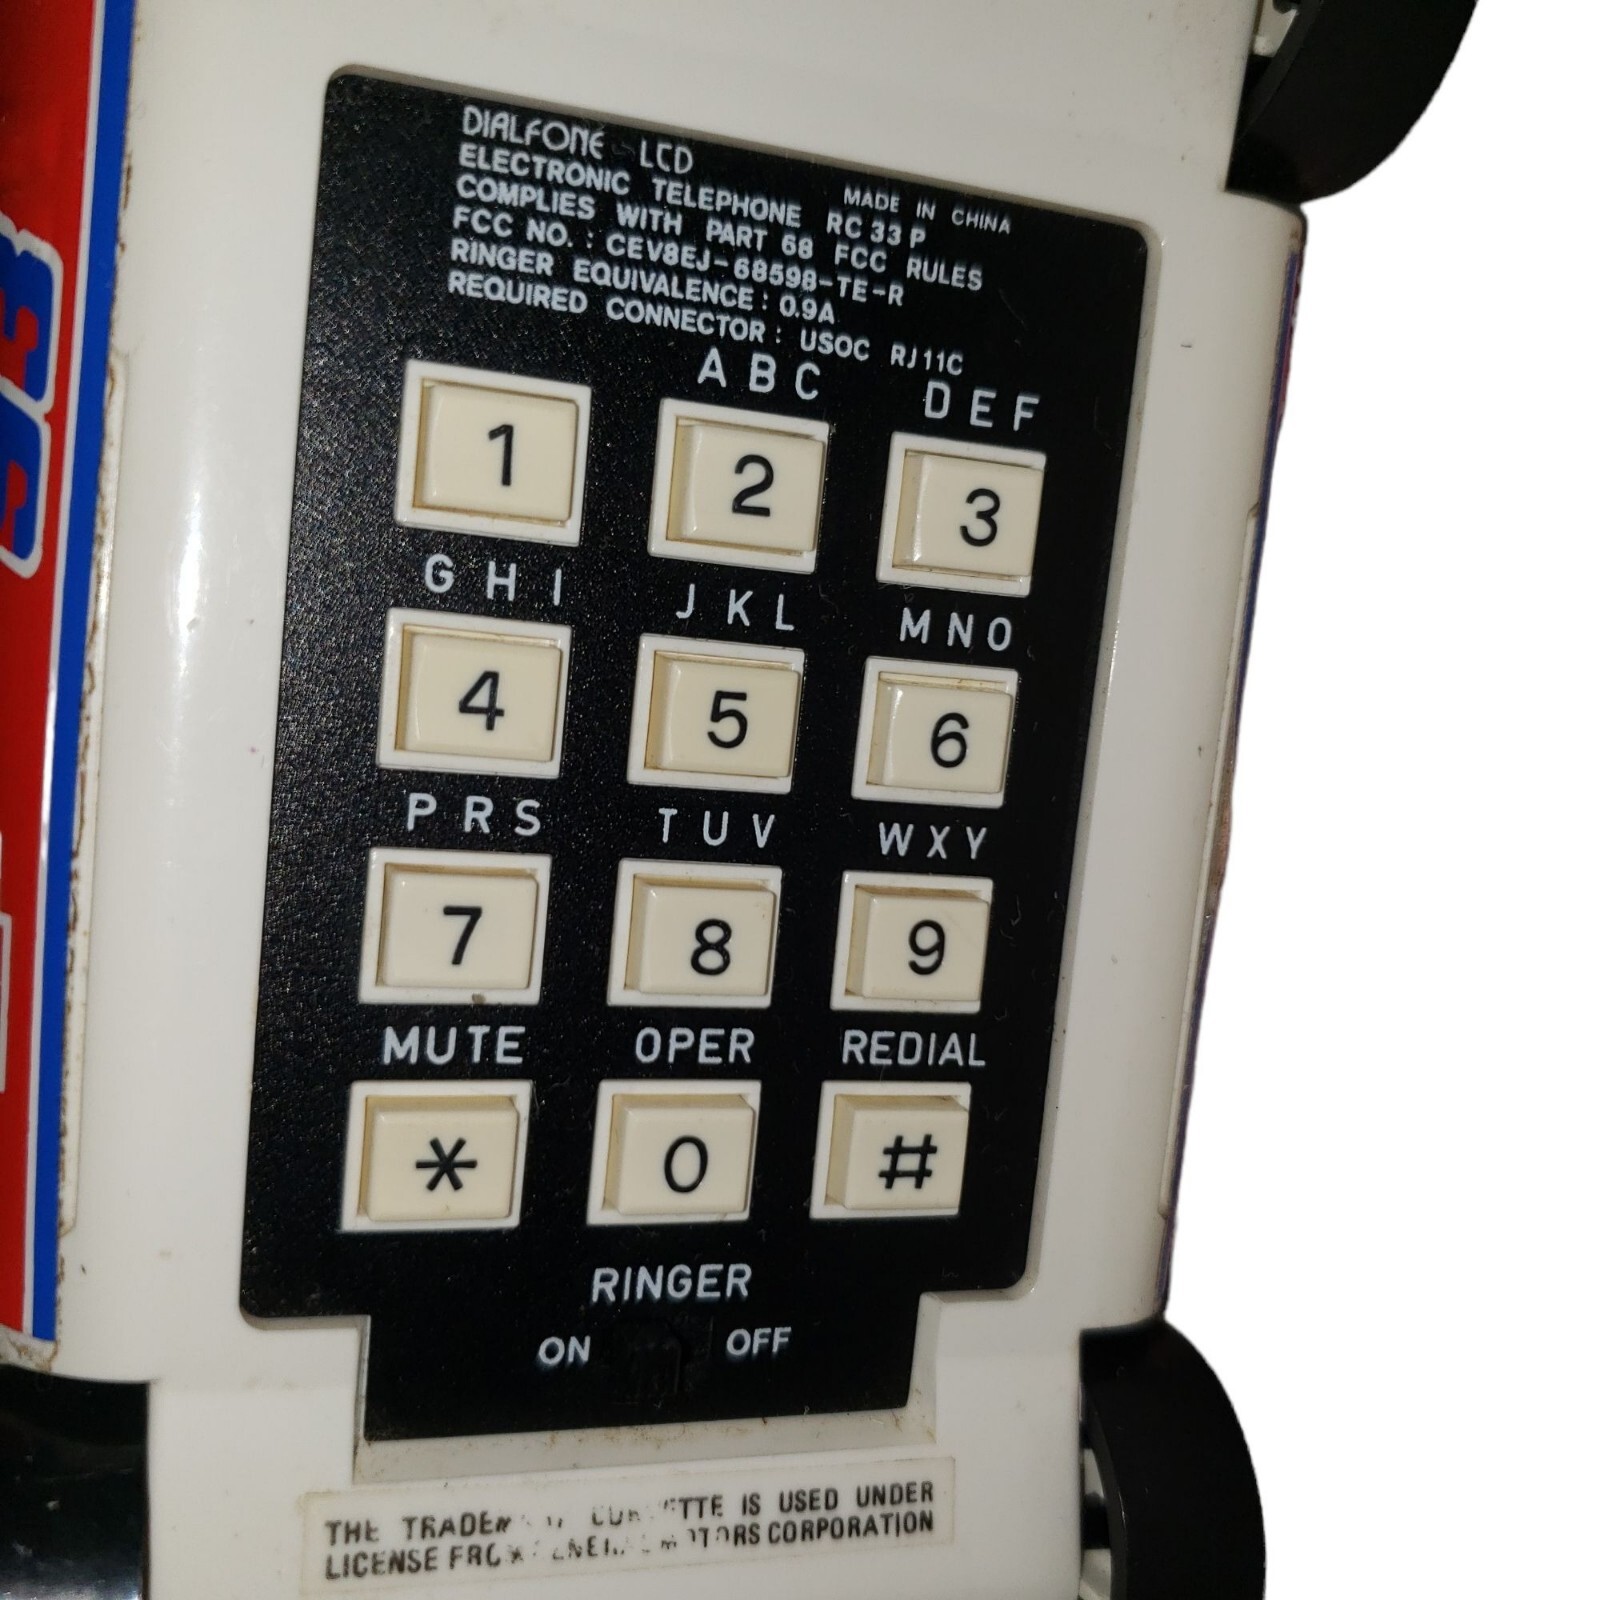 DIALFONE LCD
MADE IN CHINA
ELECTRONIC TELEPHONE RC 33 P
COMPLIES WITH PART 68 FCC RULES
FCC NO. : CEV8EJ-68598-TE-R
RINGER EQUIVALENCE : 0.9A
REQUIRED CONNECTOR : USOC RJ11C
ABC DEF
1 2 3
GHI JKL MNO
4 5 6
PRS TUV WXY
7 8 9
MUTE OPER REDIAL
* 0 #
RINGER
ON OFF
THE IS USED UNDER
LICENSE CORPORATION